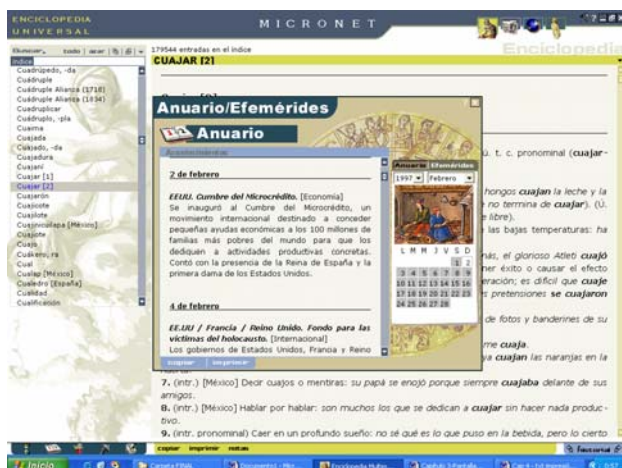 ENCICLOPEDIA
UNIVERSAL
MICRONET
179544 entradas en el índice
Enciclopedia
CUAJAR [2]
Índice
Cuadrúpedo, -da
Cuádruple
Cuádruple Alianza (1718)
Cuádruple Alianza (1834)
Cuadruplicar
Cuádruplo, -pla
Cuaima
Cuajada
Cuajado, -da
Cuajadura
Cuajaní
Cuajar [1]
Cuajar [2]
Cuajarón
Cuajicote
Cuajilote
Cuajinicuilapa [México]
Cuajiote
Cuajo
Cuákero, ra
Cual
Cualac [México]
Cualedro [España]
Cualidad
Cualificación
Anuario/Efemérides
Anuario
Acontecimientos
2 de febrero
EEUU. Cumbre del Microcrédito. [Economía]
Se inauguró al Cumbre del Microcrédito, un
movimiento internacional destinado a conceder
pequeñas ayudas económicas a los 100 millones de
familias más pobres del mundo para que los
dediquen a actividades productivas concretas.
Contó con la presencia de la Reina de España y la
primera dama de los Estados Unidos.
4 de febrero
EE.UU / Francia / Reino Unido. Fondo para las
víctimas del holocausto. [Internacional]
Los gobiernos de Estados Unidos, Francia y Reino
copiar imprimir
Anuario Efemérides
1997 Febrero
L M M J V S D
1 2
3 4 5 6 7 8 9
10 11 12 13 14 15 16
17 18 19 20 21 22 23
24 25 26 27 28
Ú. t. c. pronominal (cuajar-
hongos cuajan la leche y la
no termina de cuajar). (Ú.
e libre).
las bajas temperaturas: ha
más, el glorioso Atleti cuajó
ner éxito o causar el efecto
eración; es difícil que cuaje
s pretensiones se cuajaron
de fotos y banderines de su
me cuaja.
ya cuajan las naranjas en la
7. (intr.) [México] Decir cuajos o mentiras: su papá se enojó porque siempre cuajaba delante de sus
amigos.
8. (intr.) [México] Hablar por hablar: son muchos los que se dedican a cuajar sin hacer nada produc-
tivo.
9. (intr. pronominal) Caer en un profundo sueño: no sé qué es lo que puso en la bebida, pero lo cierto
copiar imprimir notas
Inicio